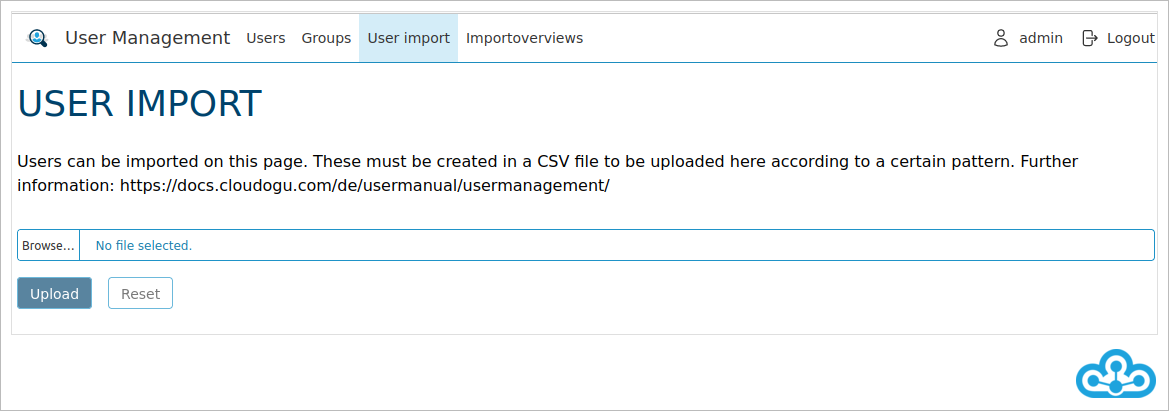 User Management Users Groups User import Importoverviews admin Logout
USER IMPORT
Users can be imported on this page. These must be created in a CSV file to be uploaded here according to a certain pattern. Further
information: https://docs.cloudogu.com/de/usermanual/usermanagement/
Browse... No file selected.
Upload Reset